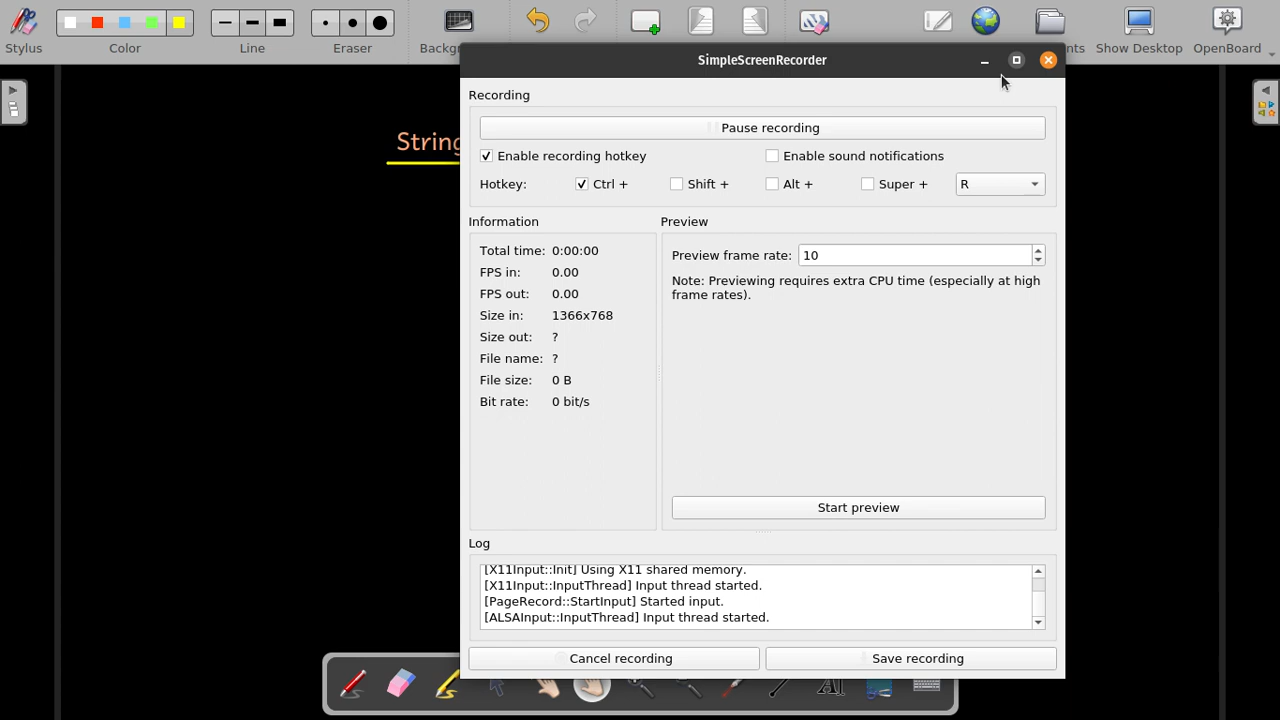 Stylus
Color
Line
Eraser
Show Desktop
OpenBoard
SimpleScreenRecorder
String
Recording
Pause recording
Enable recording hotkey
Enable sound notifications
Hotkey:
Ctrl +
Shift +
Alt +
Super +
R
Information
Preview
Total time: 0:00:00
FPS in: 0.00
FPS out: 0.00
Size in: 1366x768
Size out: ?
File name: ?
File size: 0 B
Bit rate: 0 bit/s
Preview frame rate: 10
Note: Previewing requires extra CPU time (especially at high
frame rates).
Start preview
Log
[X11Input::Init] Using X11 shared memory.
[X11Input::InputThread] Input thread started.
[PageRecord::StartInput] Started input.
[ALSAInput::InputThread] Input thread started.
Cancel recording
Save recording
AI